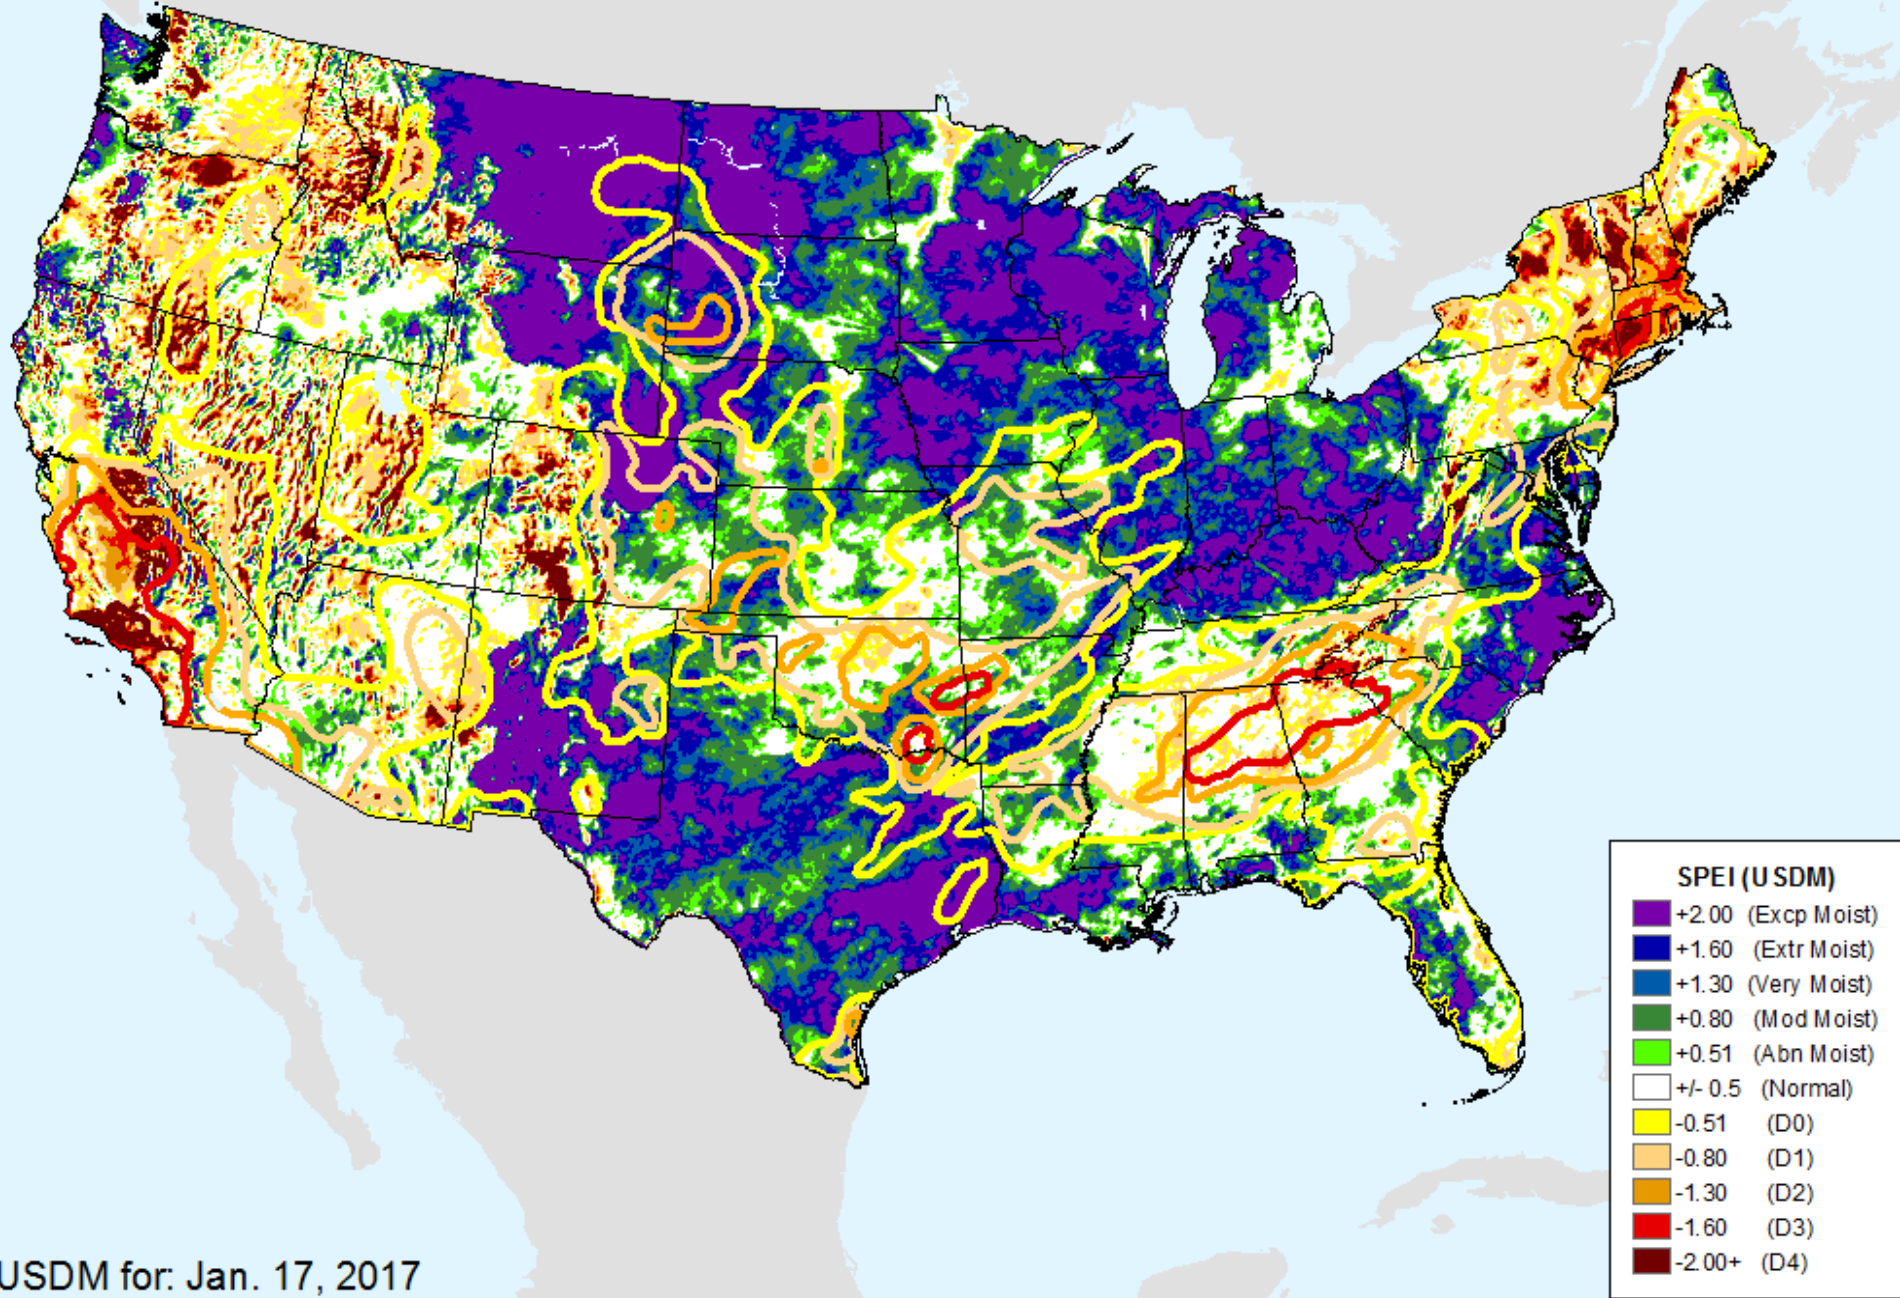 SPEI (USDM)
+2.00 (Excp Moist)
+1.60 (Extr Moist)
+1.30 (Very Moist)
+0.80 (Mod Moist)
+0.51 (Abn Moist)
+/- 0.5 (Normal)
-0.51 (D0)
-0.80 (D1)
-1.30 (D2)
-1.60 (D3)
-2.00+ (D4)
USDM for: Jan. 17, 2017